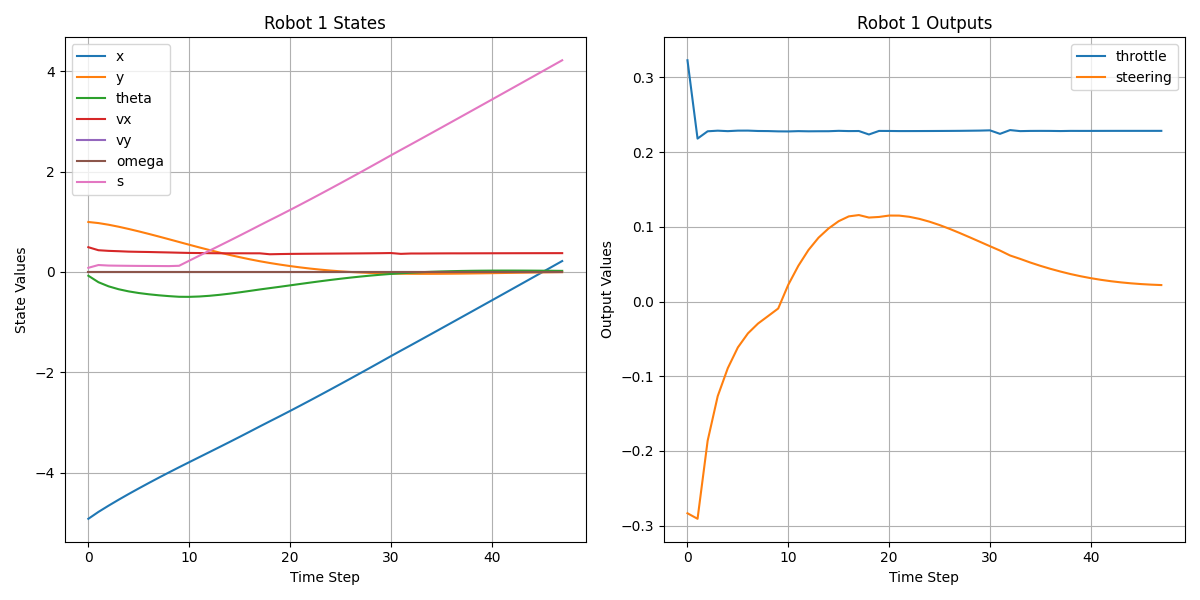 Robot 1 States
x
y
theta
vx
vy
omega
s
4
2
0
−2
−4
State Values
0
10
20
30
40
Time Step
Robot 1 Outputs
throttle
steering
0.3
0.2
0.1
0.0
−0.1
−0.2
−0.3
Output Values
0
10
20
30
40
Time Step